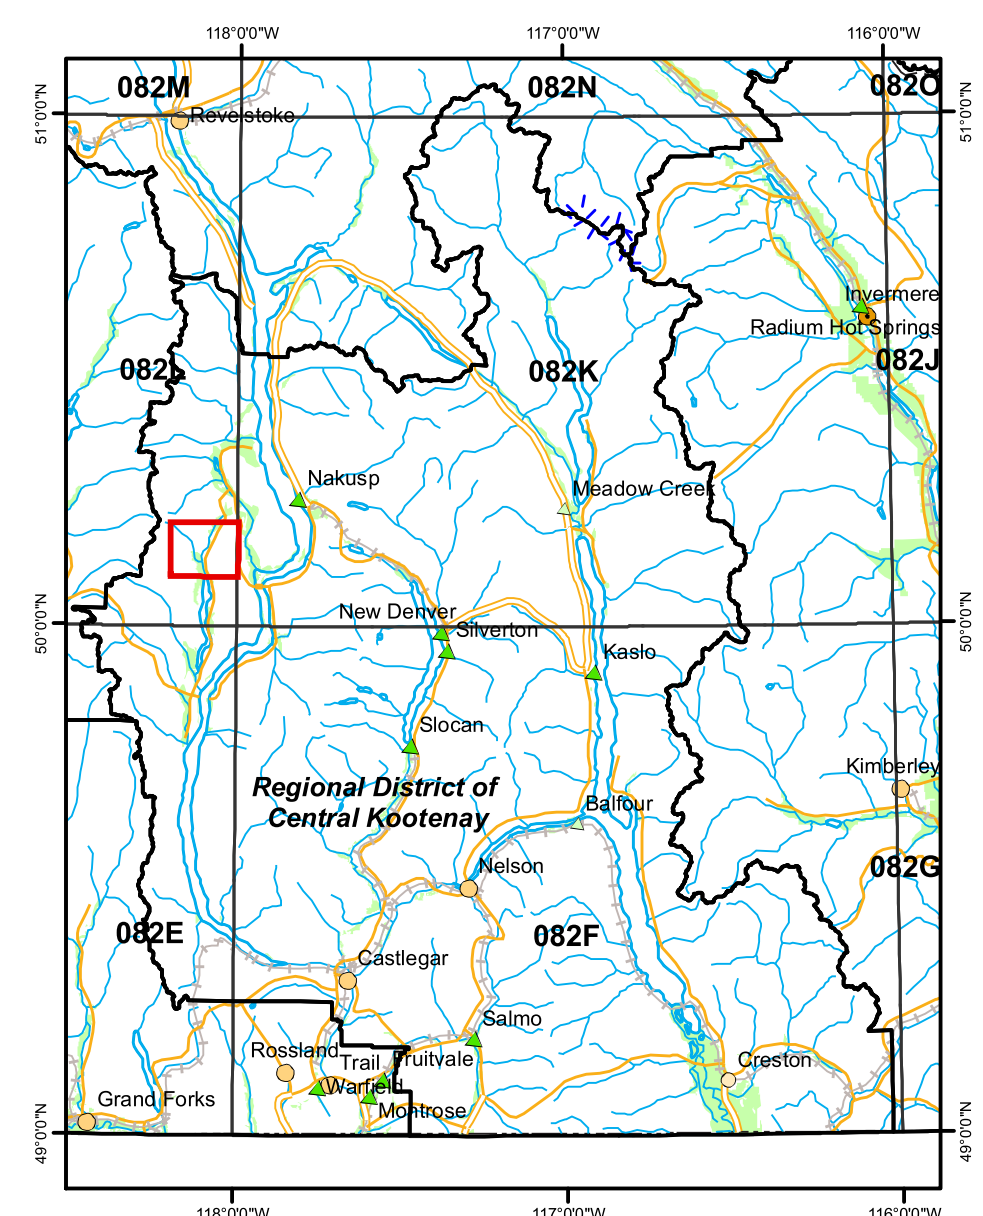 118°0'0"W
117°0'0"W
116°0'0"W
082M
082N
082O
51°0'0"N
51°0'0"N
Revelstoke
Invermere
Radium Hot Springs
082L
082K
082J
Nakusp
Meadow Creek
50°0'0"N
50°0'0"N
New Denver
Silverton
Kaslo
Slocan
Kimberley
Regional District of
Central Kootenay
Balfour
Nelson
082G
082E
082F
Castlegar
Salmo
Rossland
Trail
Fruitvale
Creston
Warfield
Grand Forks
Montrose
49°0'0"N
49°0'0"N
118°0'0"W
117°0'0"W
116°0'0"W